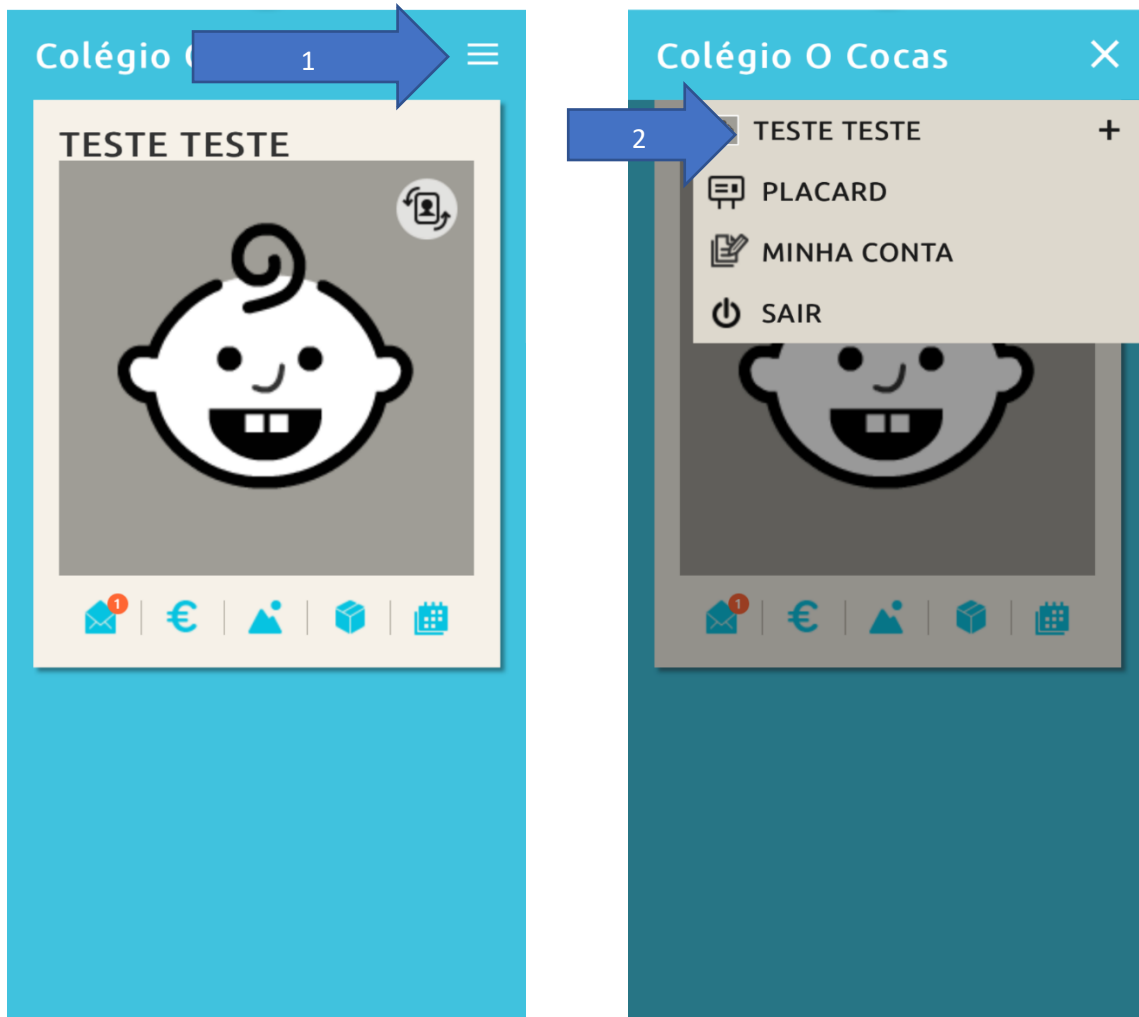 Colégio
1
TESTE TESTE
€
1
Colégio O Cocas
2
TESTE TESTE
+
PLACARD
MINHA CONTA
SAIR
1
€